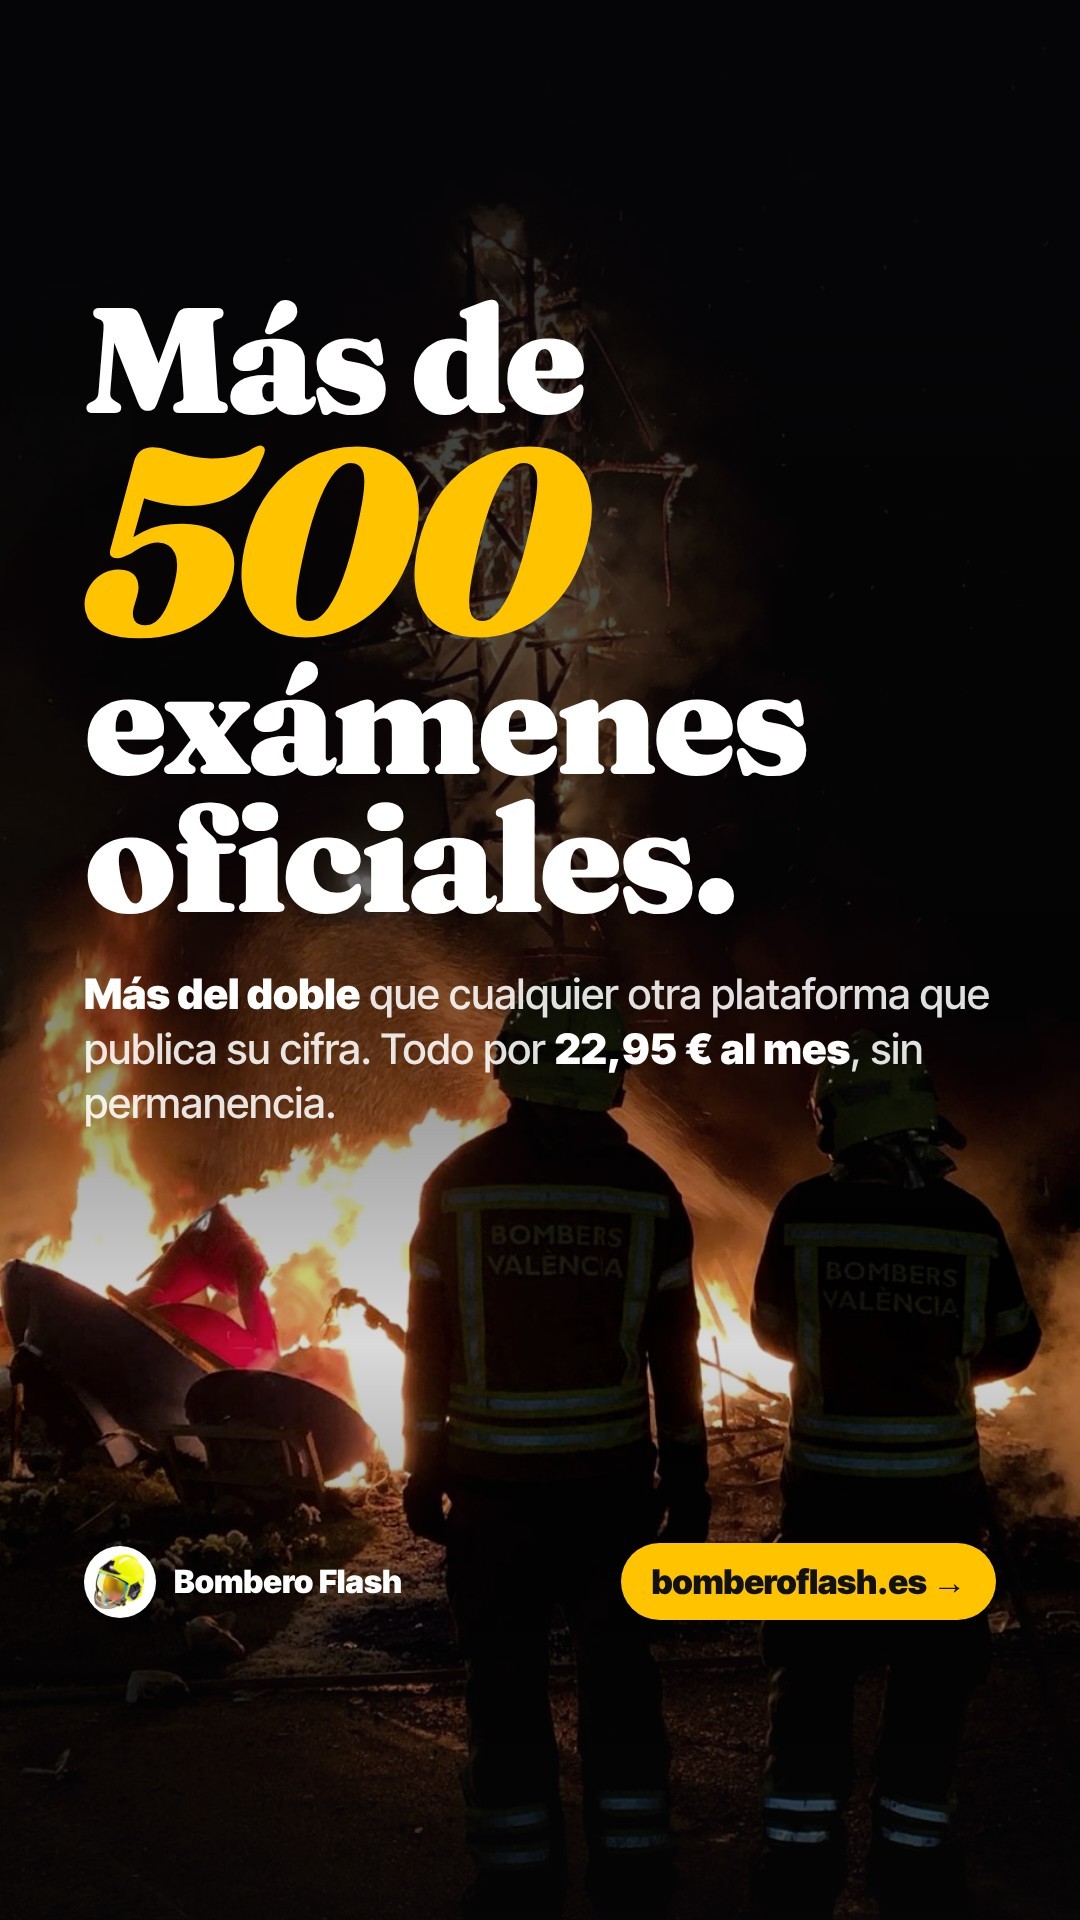 Más de
500
exámenes
oficiales.
Más del doble que cualquier otra plataforma que
publica su cifra. Todo por 22,95 € al mes, sin
permanencia.
BOMBERS
VALÈNCIA
BOMBERS
VALÈNCIA
Bombero Flash
bomberoflash.es →